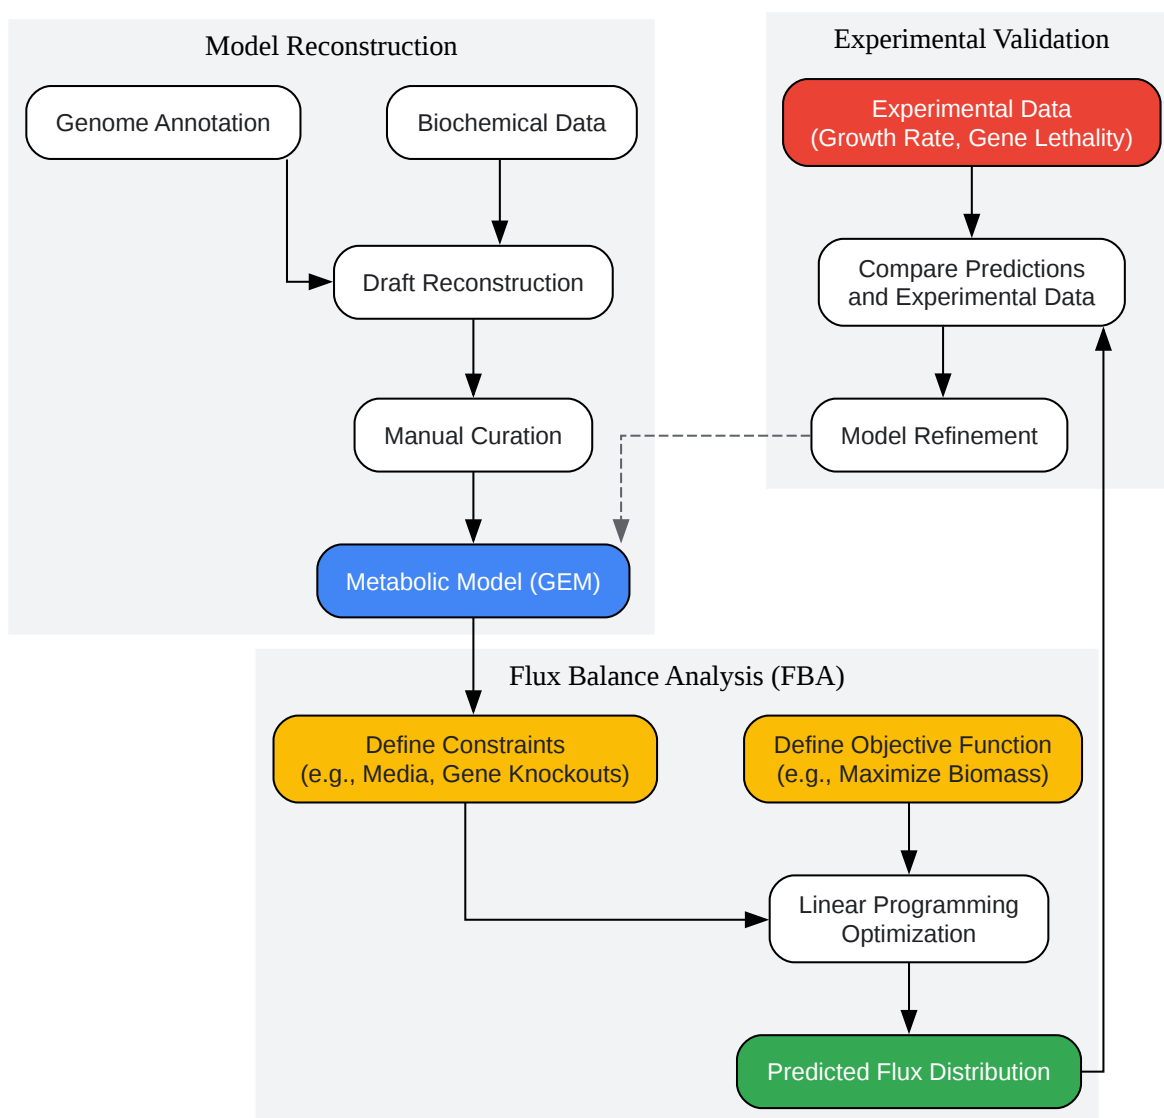 Model Reconstruction
Genome Annotation
Biochemical Data
Draft Reconstruction
Manual Curation
Metabolic Model (GEM)
Experimental Validation
Experimental Data
(Growth Rate, Gene Lethality)
Compare Predictions
and Experimental Data
Model Refinement
Flux Balance Analysis (FBA)
Define Constraints
(e.g., Media, Gene Knockouts)
Define Objective Function
(e.g., Maximize Biomass)
Linear Programming
Optimization
Predicted Flux Distribution